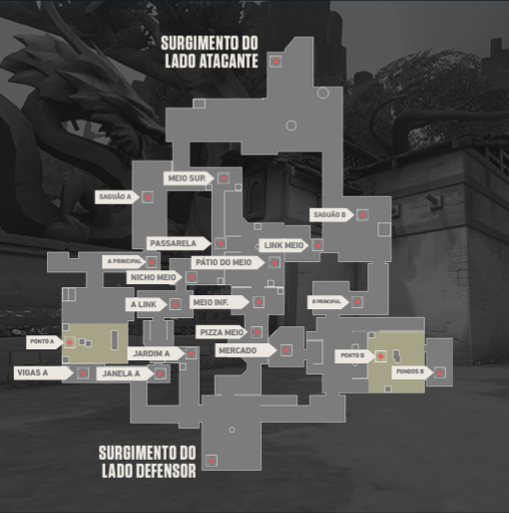 SURGIMENTO DO
LADO ATACANTE
MEIO SUP.
SAGUÃO A
SAGUÃO B
PASSARELA
LINK MEIO
A PRINCIPAL
PÁTIO DO MEIO
NICHO MEIO
A LINK
MEIO INF.
B PRINCIPAL
PIZZA MEIO
PONTO A
JARDIM A
MERCADO
PONTO B
VIGAS A
JANELA A
FUNDOS B
SURGIMENTO DO
LADO DEFENSOR